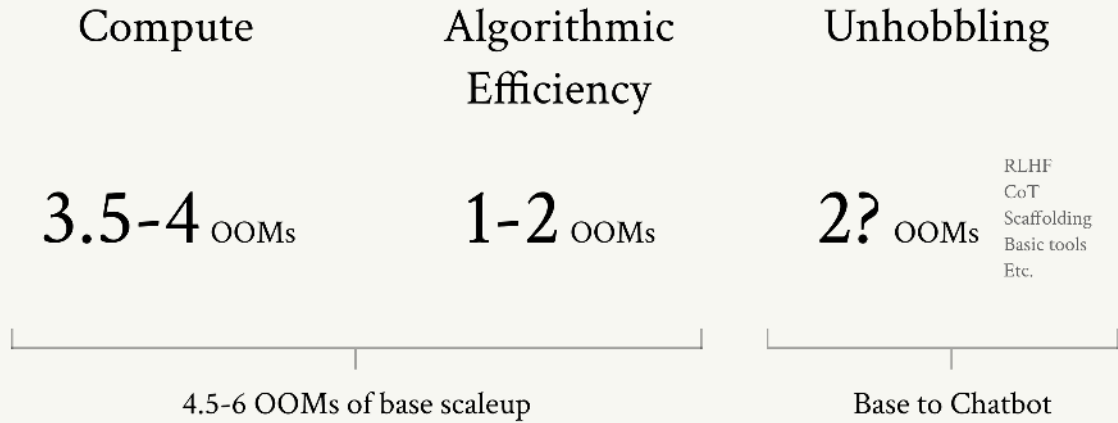 Compute
Algorithmic
Efficiency
Unhobbling
3.5-4 OOMs
1-2 OOMs
2? OOMs
RLHF
CoT
Scaffolding
Basic tools
Etc.
4.5-6 OOMs of base scaleup
Base to Chatbot